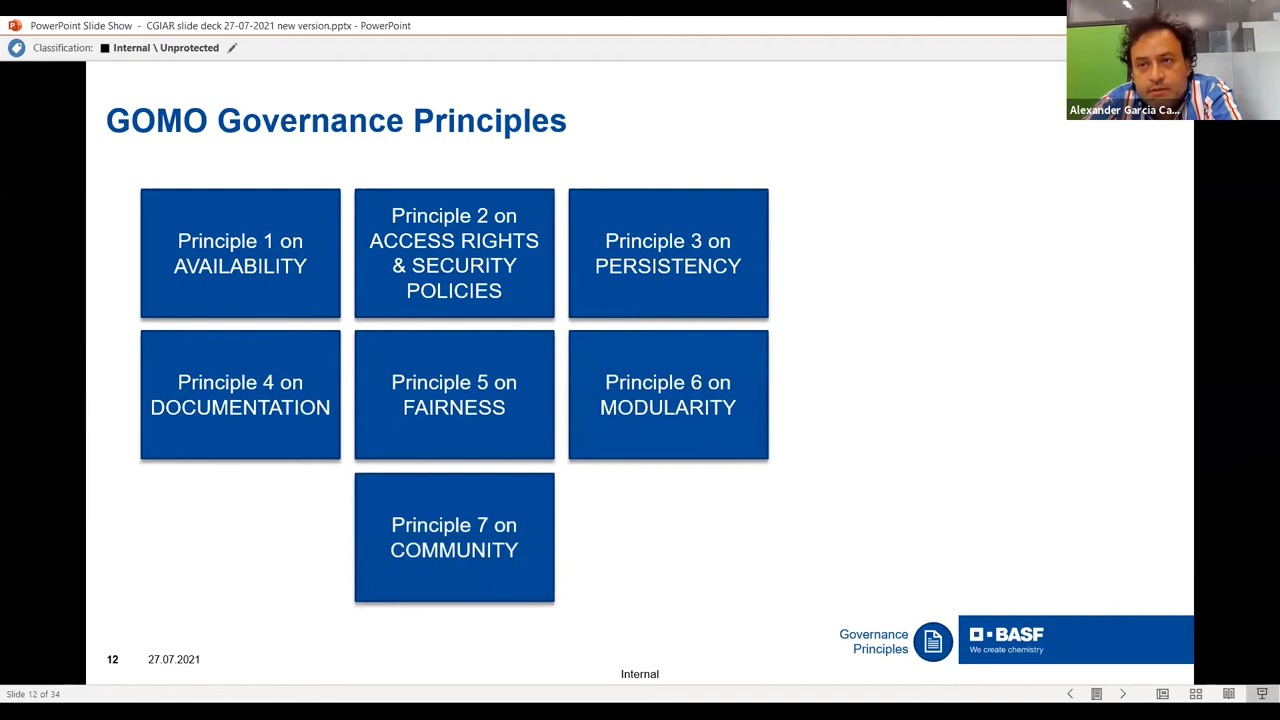 PowerPoint Slide Show - CGIAR slide deck 27-07-2021 new version.pptx - PowerPoint
Classification: Internal \ Unprotected
Alexander Garcia Ca...
GOMO Governance Principles
Principle 1 on
AVAILABILITY
Principle 2 on
ACCESS RIGHTS
& SECURITY
POLICIES
Principle 3 on
PERSISTENCY
Principle 4 on
DOCUMENTATION
Principle 5 on
FAIRNESS
Principle 6 on
MODULARITY
Principle 7 on
COMMUNITY
Governance
Principles
BASF
We create chemistry
12 27.07.2021
Internal
Slide 12 of 34